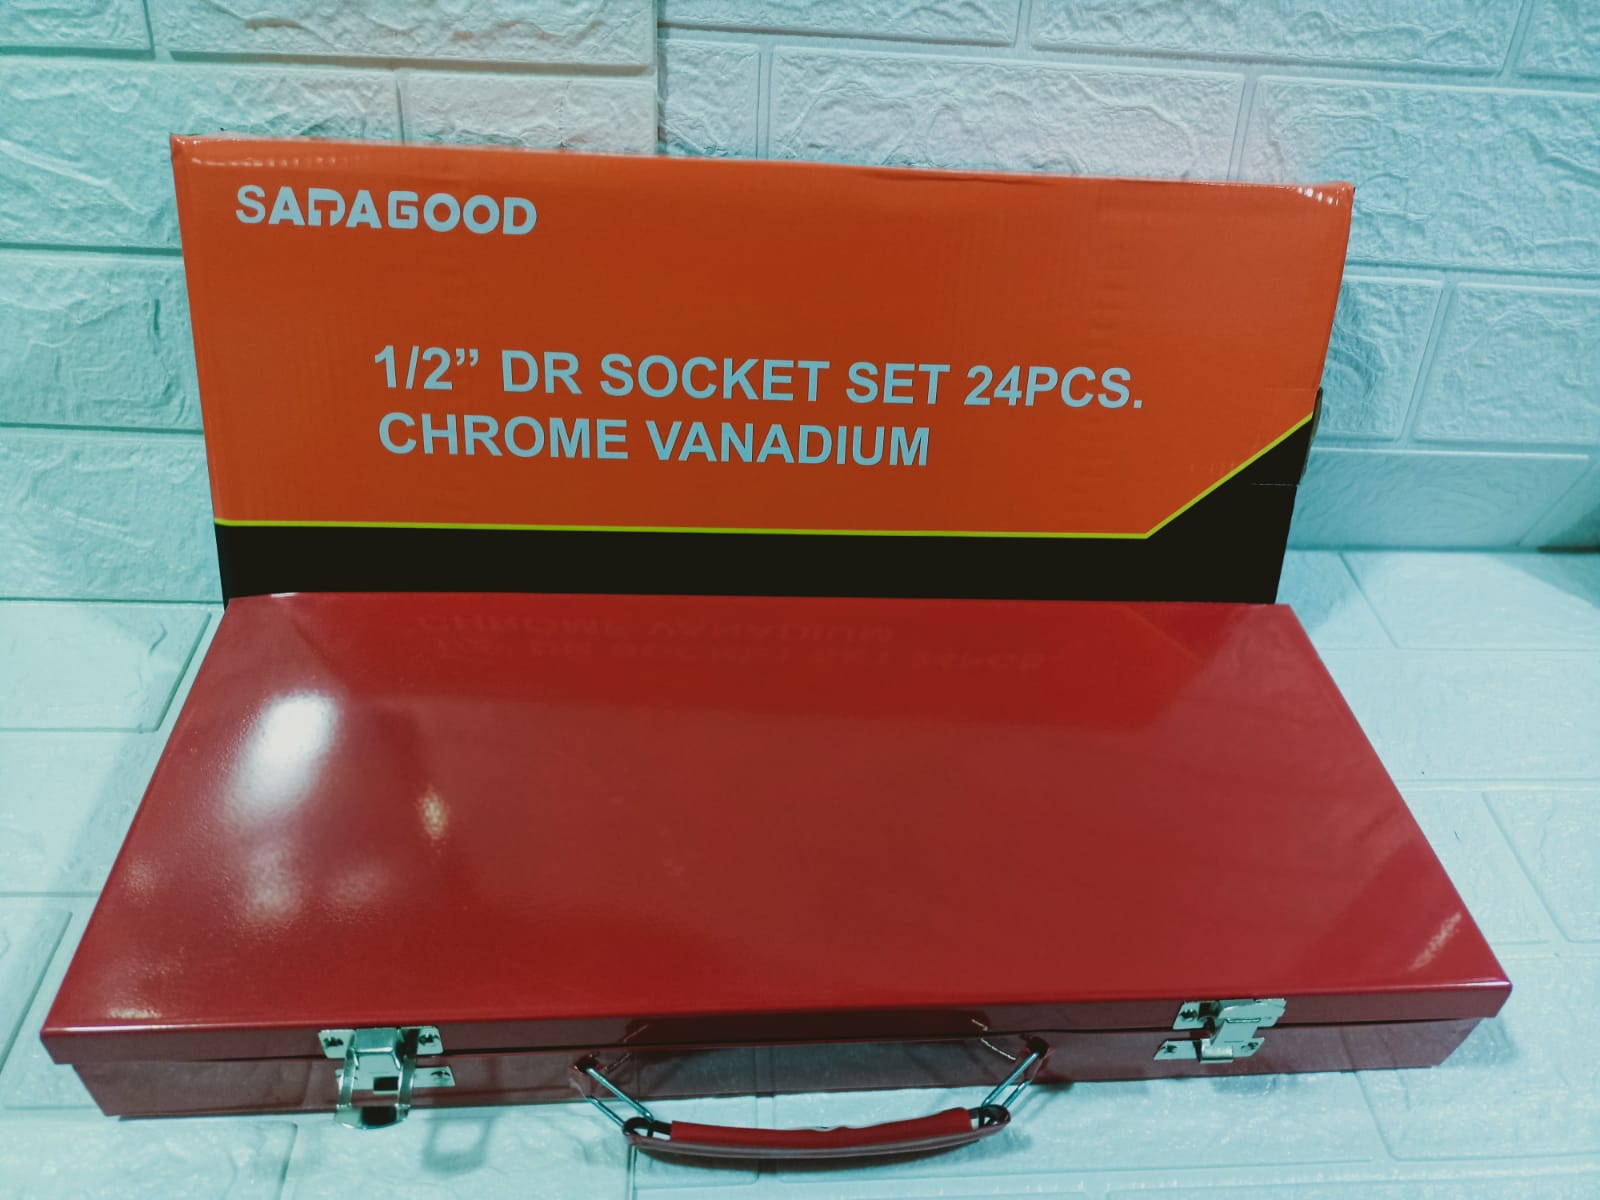 SADAGOOD
1/2” DR SOCKET SET 24PCS.
CHROME VANADIUM